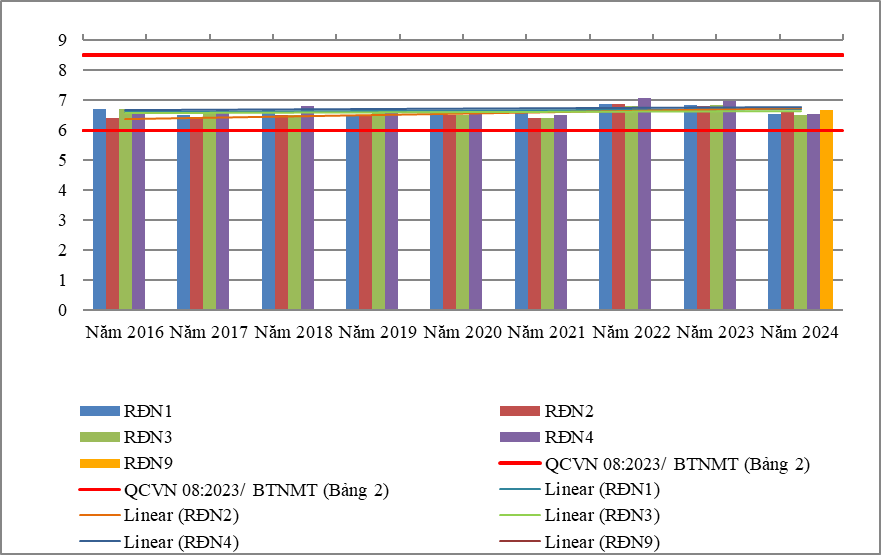 9
8
7
6
5
4
3
2
1
0
Năm 2016 Năm 2017 Năm 2018 Năm 2019 Năm 2020 Năm 2021 Năm 2022 Năm 2023 Năm 2024
RĐN1 RĐN2
RĐN3 RĐN4
RĐN9 QCVN 08:2023/ BTNMT (Bảng 2)
QCVN 08:2023/ BTNMT (Bảng 2) Linear (RĐN1)
Linear (RĐN2) Linear (RĐN3)
Linear (RĐN4) Linear (RĐN9)